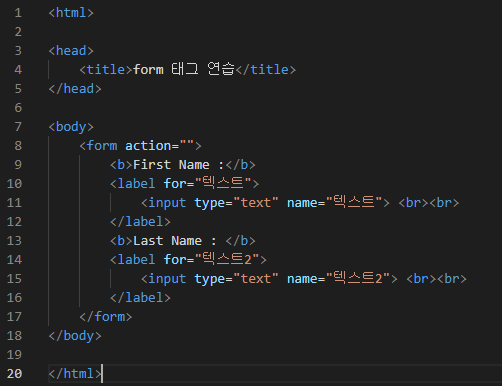 1 <html>
2
3 <head>
4     <title>form 태그 연습</title>
5 </head>
6
7 <body>
8     <form action="">
9         <b>First Name :</b>
10         <label for="텍스트">
11             <input type="text" name="텍스트"> <br><br>
12         </label>
13         <b>Last Name : </b>
14         <label for="텍스트2">
15             <input type="text" name="텍스트2"> <br><br>
16         </label>
17     </form>
18 </body>
19
20 </html>